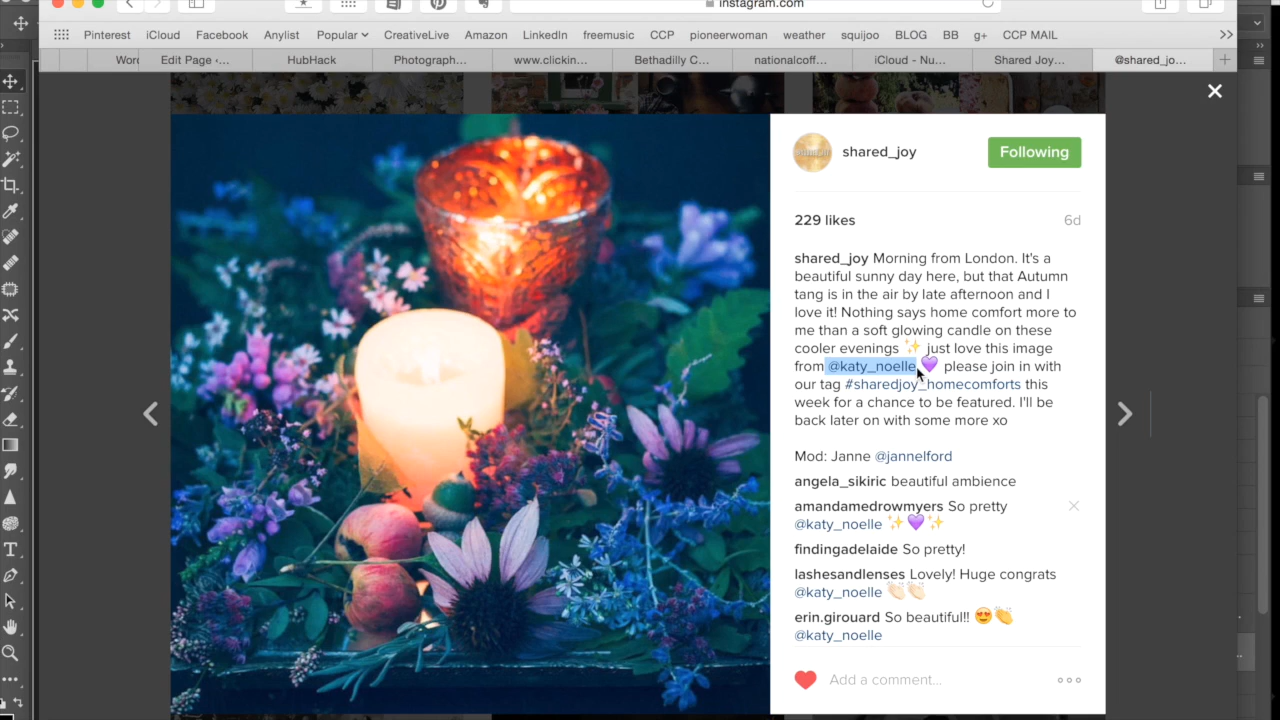 instagram.com
Pinterest iCloud Facebook Anylist Popular CreativeLive Amazon LinkedIn freemusic CCP pioneerwoman weather squijoo BLOG BB g+ CCP MAIL
Word Edit Page ‹… HubHack Photograph… www.clickin… Bethadilly C… nationalcoff… iCloud - Nu… Shared Joy… @shared_jo…
shared_joy
Following
229 likes 6d
shared_joy Morning from London. It's a
beautiful sunny day here, but that Autumn
tang is in the air by late afternoon and I
love it! Nothing says home comfort more to
me than a soft glowing candle on these
cooler evenings ✨ just love this image
from @katy_noelle 💜 please join in with
our tag #sharedjoy_homecomforts this
week for a chance to be featured. I'll be
back later on with some more xo
Mod: Janne @jannelford
angela_sikiric beautiful ambience
amandamedrowmyers So pretty
@katy_noelle ✨💜✨
findingadelaide So pretty!
lashesandlenses Lovely! Huge congrats
@katy_noelle 👏🏻👏🏻
erin.girouard So beautiful!! 😍👏
@katy_noelle
Add a comment...